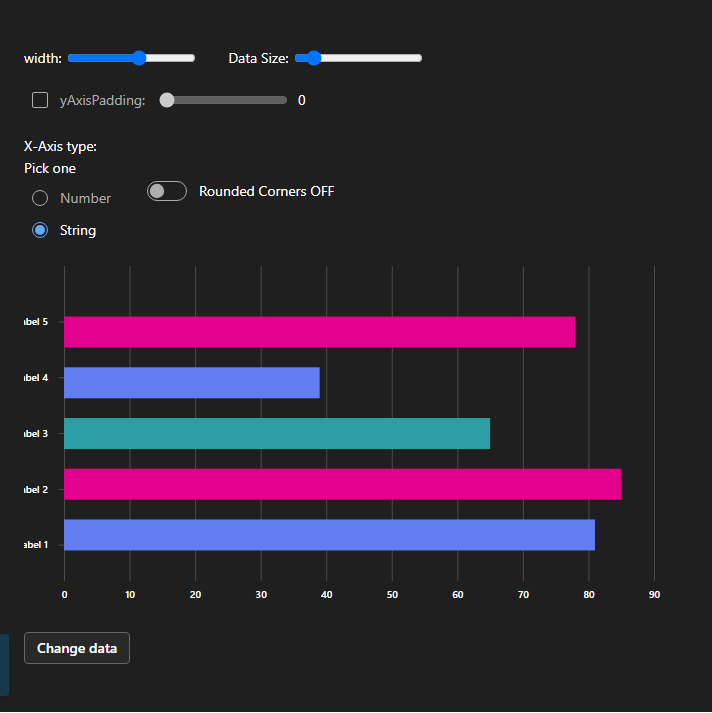 width:
Data Size:
yAxisPadding:
0
X-Axis type:
Pick one
Number
Rounded Corners OFF
String
abel 5
abel 4
abel 3
abel 2
abel 1
0 10 20 30 40 50 60 70 80 90
Change data